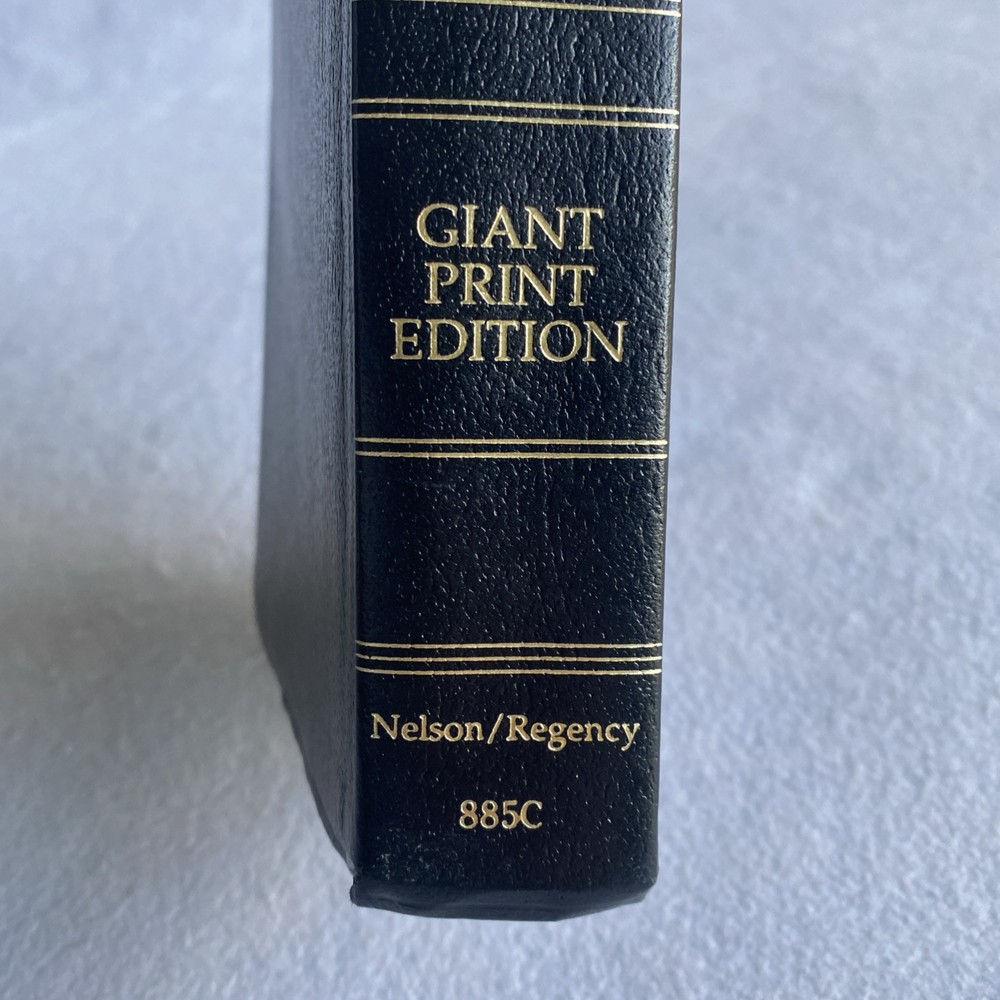 GIANT
PRINT
EDITION
Nelson/Regency
885C